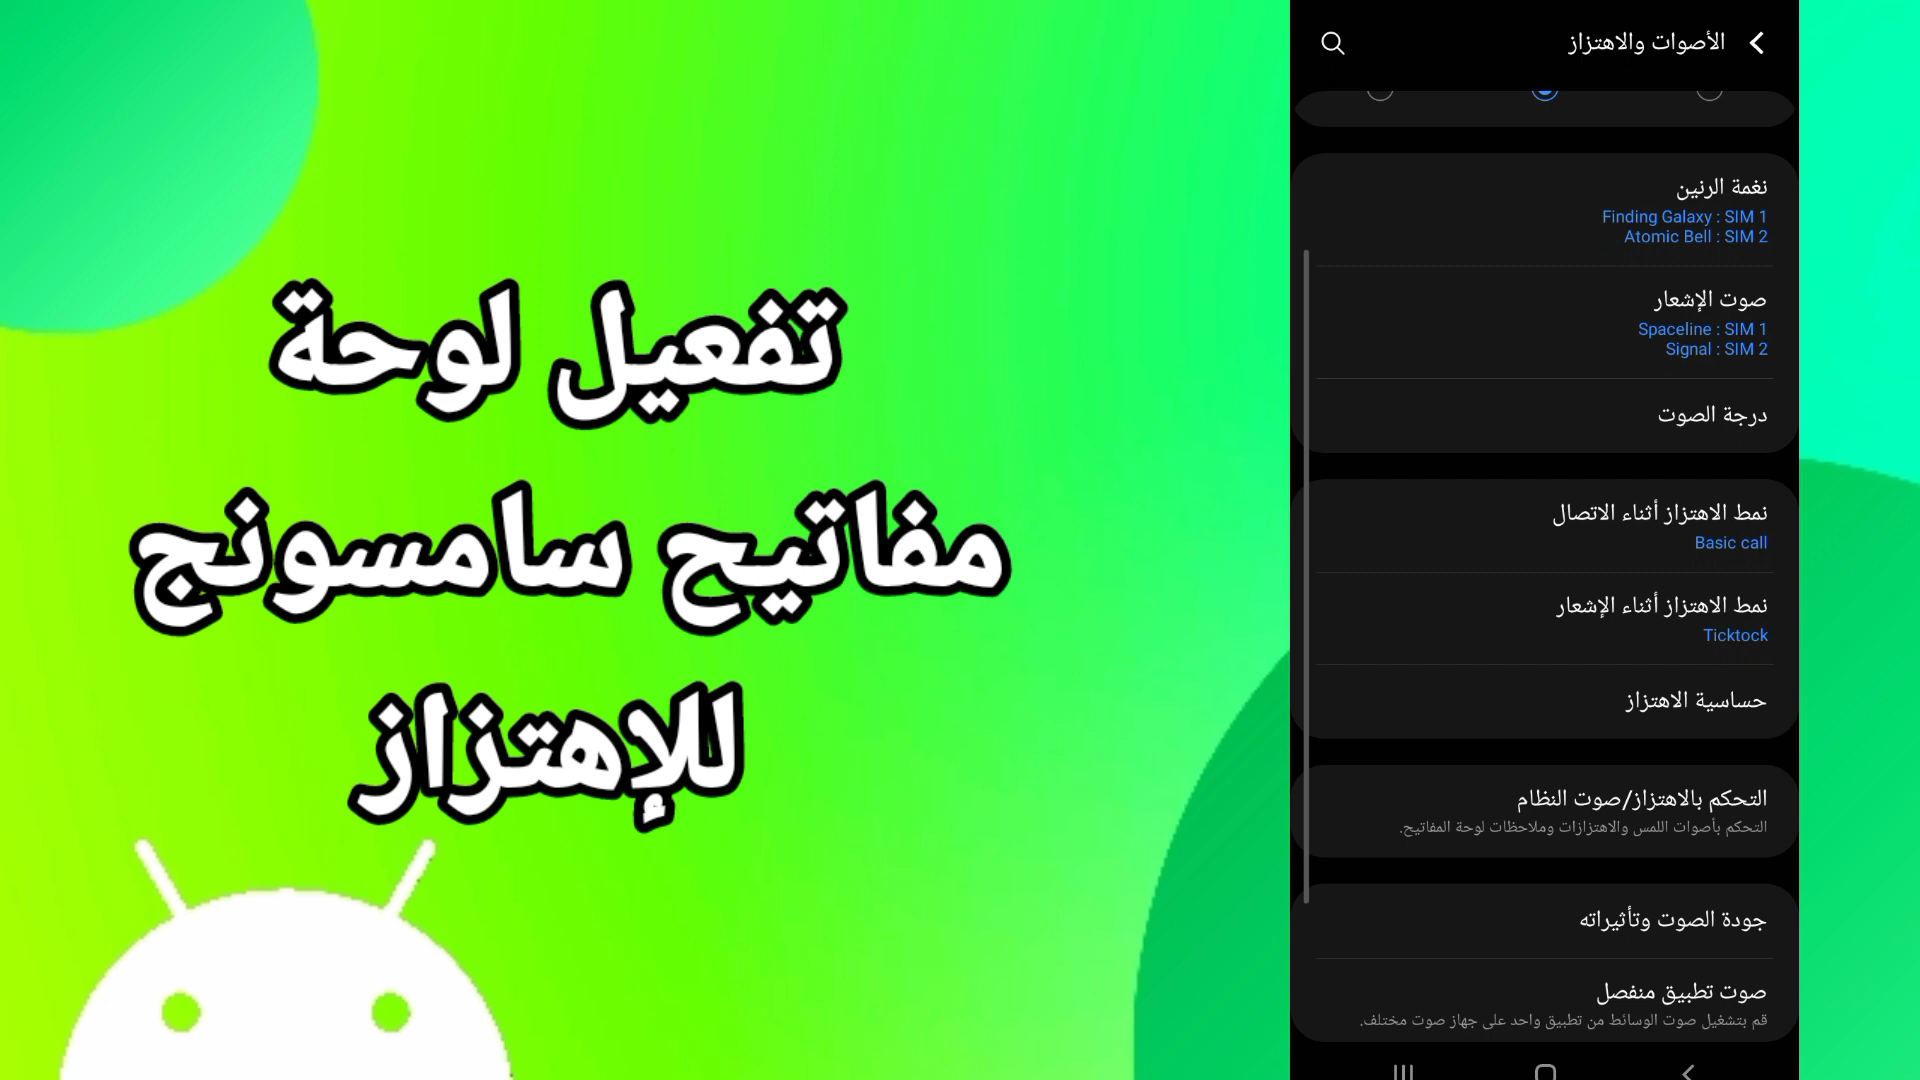 تفعيل لوحة
مفاتيح سامسونج
للإهتزاز
الأصوات والاهتزاز
نغمة الرنين
Finding Galaxy : SIM 1
Atomic Bell : SIM 2
صوت الإشعار
Spaceline : SIM 1
Signal : SIM 2
درجة الصوت
نمط الاهتزاز أثناء الاتصال
Basic call
نمط الاهتزاز أثناء الإشعار
Ticktock
حساسية الاهتزاز
التحكم بالاهتزاز/صوت النظام
التحكم بأصوات اللمس والاهتزازات وملاحظات لوحة المفاتيح.
جودة الصوت وتأثيراته
صوت تطبيق منفصل
قم بتشغيل صوت الوسائط من تطبيق واحد على جهاز صوت مختلف.